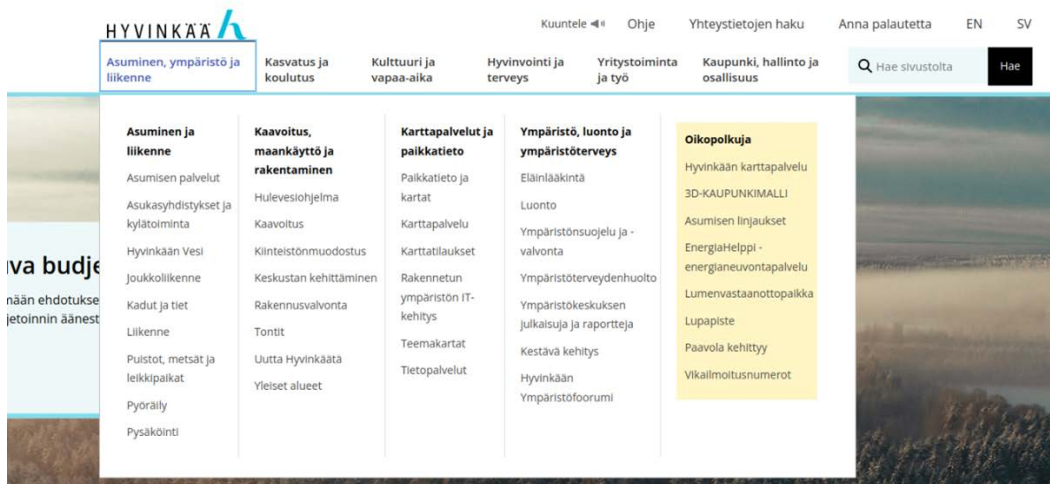 HYVINKÄÄ
Kuuntele
Ohje
Yhteystietojen haku
Anna palautetta
EN
SV
Asuminen, ympäristö ja
liikenne
Kasvatus ja
koulutus
Kulttuuri ja
vapaa-aika
Hyvinvointi ja
terveys
Yritystoiminta
ja työ
Kaupunki, hallinto ja
osallisuus
Hae sivustolta
Hae
Asuminen ja
liikenne
Asumisen palvelut
Asukasyhdistykset ja
kylätoiminta
Hyvinkään Vesi
Joukkoliikenne
Kadut ja tiet
Liikenne
Puistot, metsät ja
leikkipaikat
Pyöräily
Pysäköinti
Kaavoitus,
maankäyttö ja
rakentaminen
Hulevesiohjelma
Kaavoitus
Kiinteistönmuodostus
Keskustan kehittäminen
Rakennusvalvonta
Tontit
Uutta Hyvinkäätä
Yleiset alueet
Karttapalvelut ja
paikkatieto
Paikkatieto ja
kartat
Karttapalvelu
Karttatilaukset
Rakennetun
ympäristön IT-
kehitys
Teemakartat
Tietopalvelut
Ympäristö, luonto ja
ympäristöterveys
Eläinlääkintä
Luonto
Ympäristönsuojelu ja -
valvonta
Ympäristöterveydenhuolto
Ympäristökeskuksen
julkaisuja ja raportteja
Kestävä kehitys
Hyvinkään
Ympäristöfoorumi
Oikopolkuja
Hyvinkään karttapalvelu
3D-KAUPUNKIMALLI
Asumisen linjaukset
EnergiaHelppi -
energianeuvontapalvelu
Lumenvastaanottopaikka
Lupapiste
Paavola kehittyy
Vikailmoitusnumerot
va budje
mään ehdotukse
jetoinnin äänest